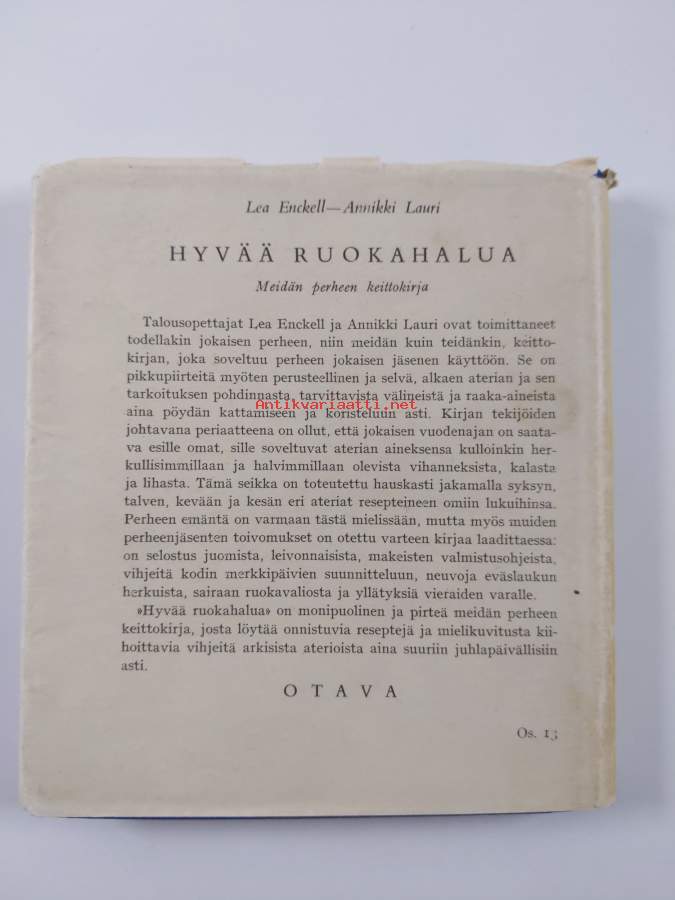 Lea Enckell—Annikki Lauri
HYVÄÄ RUOKAHALUA
Meidän perheen keittokirja
Talousopettajat Lea Enckell ja Annikki Lauri ovat toimittaneet
todellakin jokaisen perheen, niin meidän kuin teidänkin, keitto-
kirjan, joka soveltuu perheen jokaisen jäsenen käyttöön. Se on
pikkupiirteitä myöten perusteellinen ja selvä, alkaen aterian ja sen
tarkoituksen pohdinnasta, tarvittavista välineistä ja raaka-aineista
Antikvariaatti.net
aina pöydän kattamiseen ja koristeluun asti. Kirjan tekijöiden
johtavana periaatteena on ollut, että jokaisen vuodenajan on saata-
va esille omat, sille soveltuvat aterian aineksensa kulloinkin her-
kullisimmillaan ja halvimmillaan olevista vihanneksista, kalasta
ja lihasta. Tämä seikka on toteutettu hauskasti jakamalla syksyn,
talven, kevään ja kesän eri ateriat resepteineen omiin lukuihinsa.
Perheen emäntä on varmaan tästä mielissään, mutta myös muiden
perheenjäsenten toivomukset on otettu varteen kirjaa laadittaessa:
on selostus juomista, leivonnaisista, makeisten valmistusohjeista,
vihjeitä kodin merkkipäivien suunnitteluun, neuvoja eväslaukun
herkuista, sairaan ruokavaliosta ja yllätyksiä vieraiden varalle.
»Hyvää ruokahalua» on monipuolinen ja pirteä meidän perheen
keittokirja, josta löytää onnistuvia reseptejä ja mielikuvitusta kii-
hoittavia vihjeitä arkisista aterioista aina suuriin juhlapäivällisiin
asti.
OTAVA
Os.